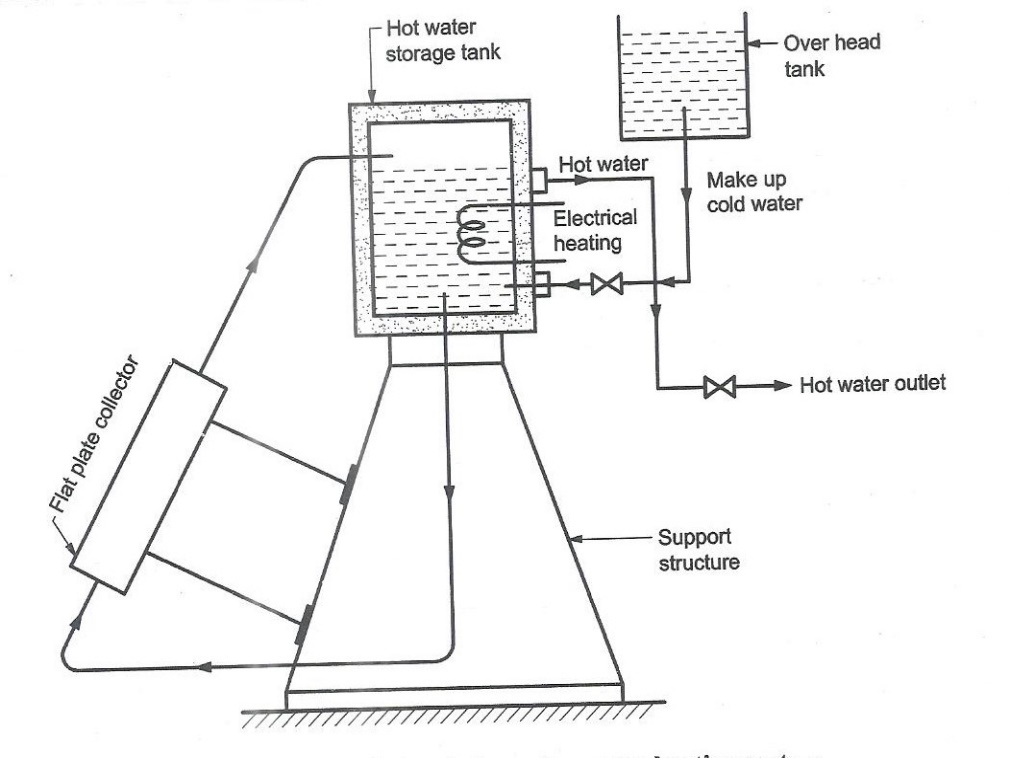 Hot water
storage tank
Over head
tank
Hot water
Make up
cold water
Electrical
heating
Hot water outlet
Flat plate collector
Support
structure